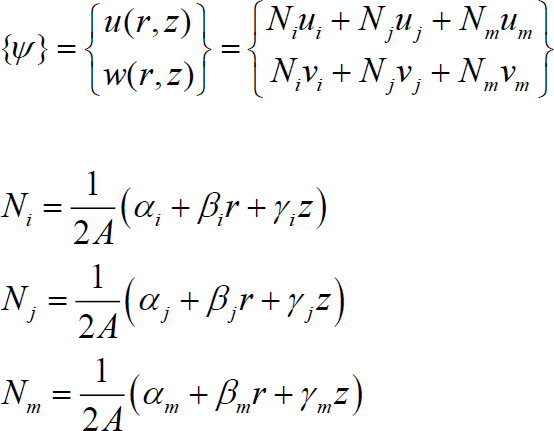 {ψ} = {u(r, z) w(r, z)} = {N_i u_i + N_j u_j + N_m u_m N_i v_i + N_j v_j + N_m v_m}
N_i = 1/2A (α_i + β_i r + γ_i z)
N_j = 1/2A (α_j + β_j r + γ_j z)
N_m = 1/2A (α_m + β_m r + γ_m z)